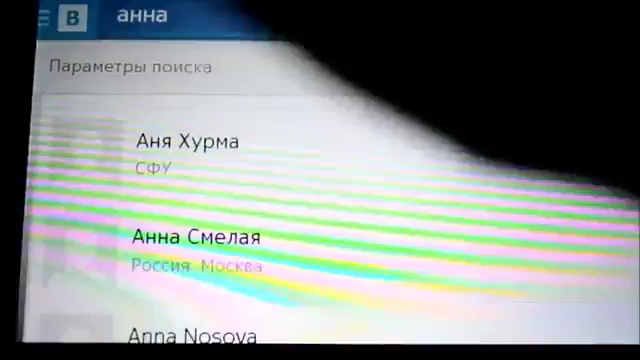 В анна
Параметры поиска
Аня Хурма
СФУ
Анна Смелая
Россия Москва
Anna Nosova